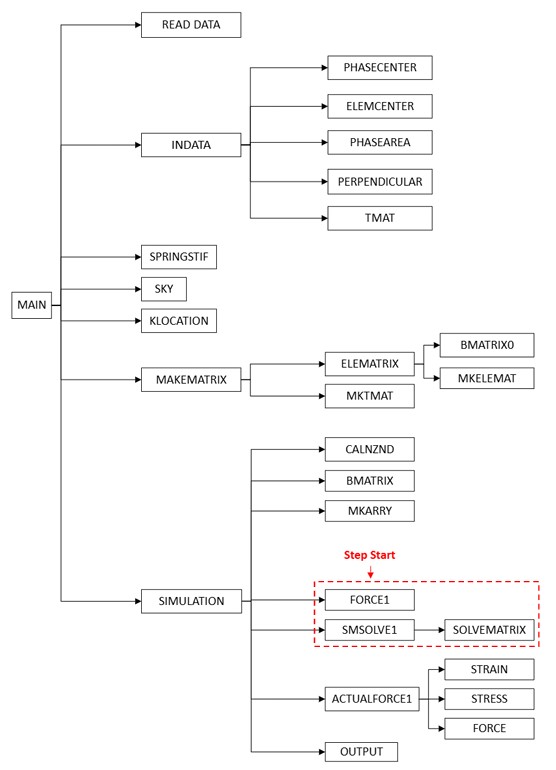 READ DATA
PHASECENTER
ELEMCENTER
PHASEAREA
INDATA
PERPENDICULAR
TMAT
SPRINGSTIF
SKY
MAIN
KLOCATION
BMATRIX0
ELEMATRIX
MAKEMATRIX
MKELEMAT
MKTMAT
CALNZND
BMATRIX
MKARRY
Step Start
FORCE1
SIMULATION
SMSOLVE1
SOLVEMATRIX
STRAIN
ACTUALFORCE1
STRESS
FORCE
OUTPUT